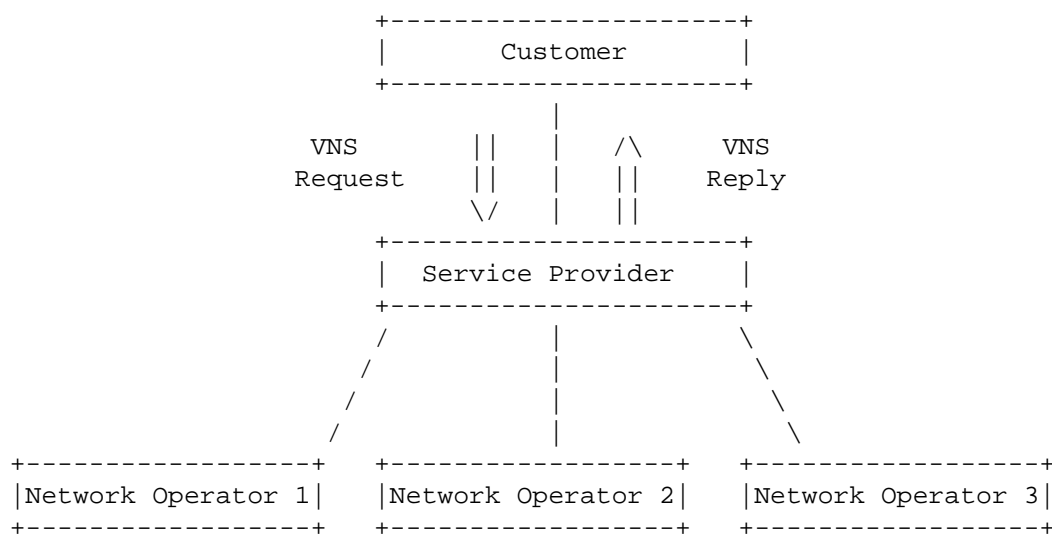 Customer
VNS VNS
Request Reply
Service Provider
Network Operator 1 Network Operator 2 Network Operator 3